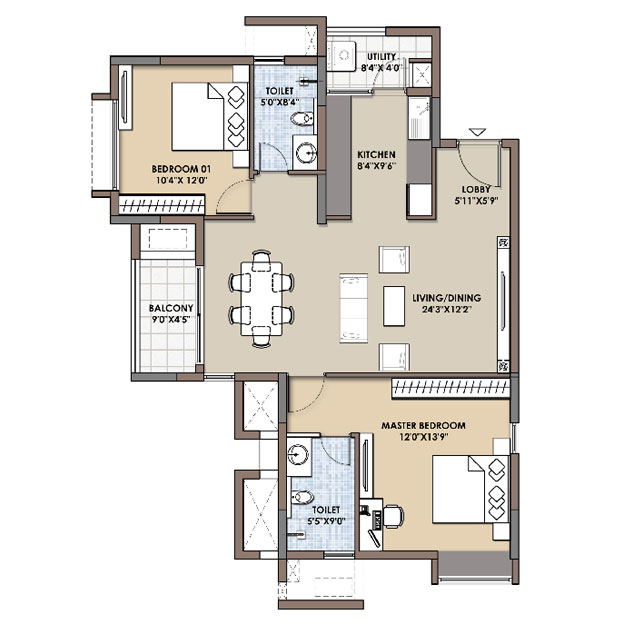 UTILITY
8'4"X 4'0"
TOILET
5'0"X8'4"
KITCHEN
8'4"X9'6"
BEDROOM 01
10'4"X 12'0"
LOBBY
5'11"X5'9"
BALCONY
9'0"X4'5"
LIVING/DINING
24'3"X12'2"
MASTER BEDROOM
12'0"X13'9"
TOILET
5'5"X9'0"